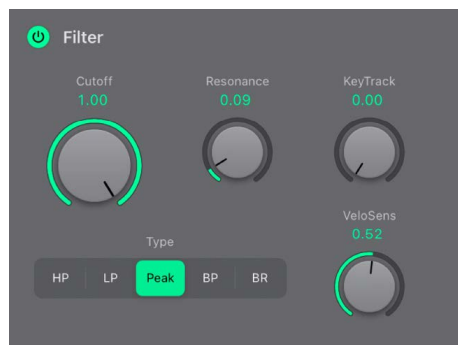 Filter
Cutoff
1.00
Resonance
0.09
KeyTrack
0.00
VeloSens
0.52
Type
HP LP Peak BP BR